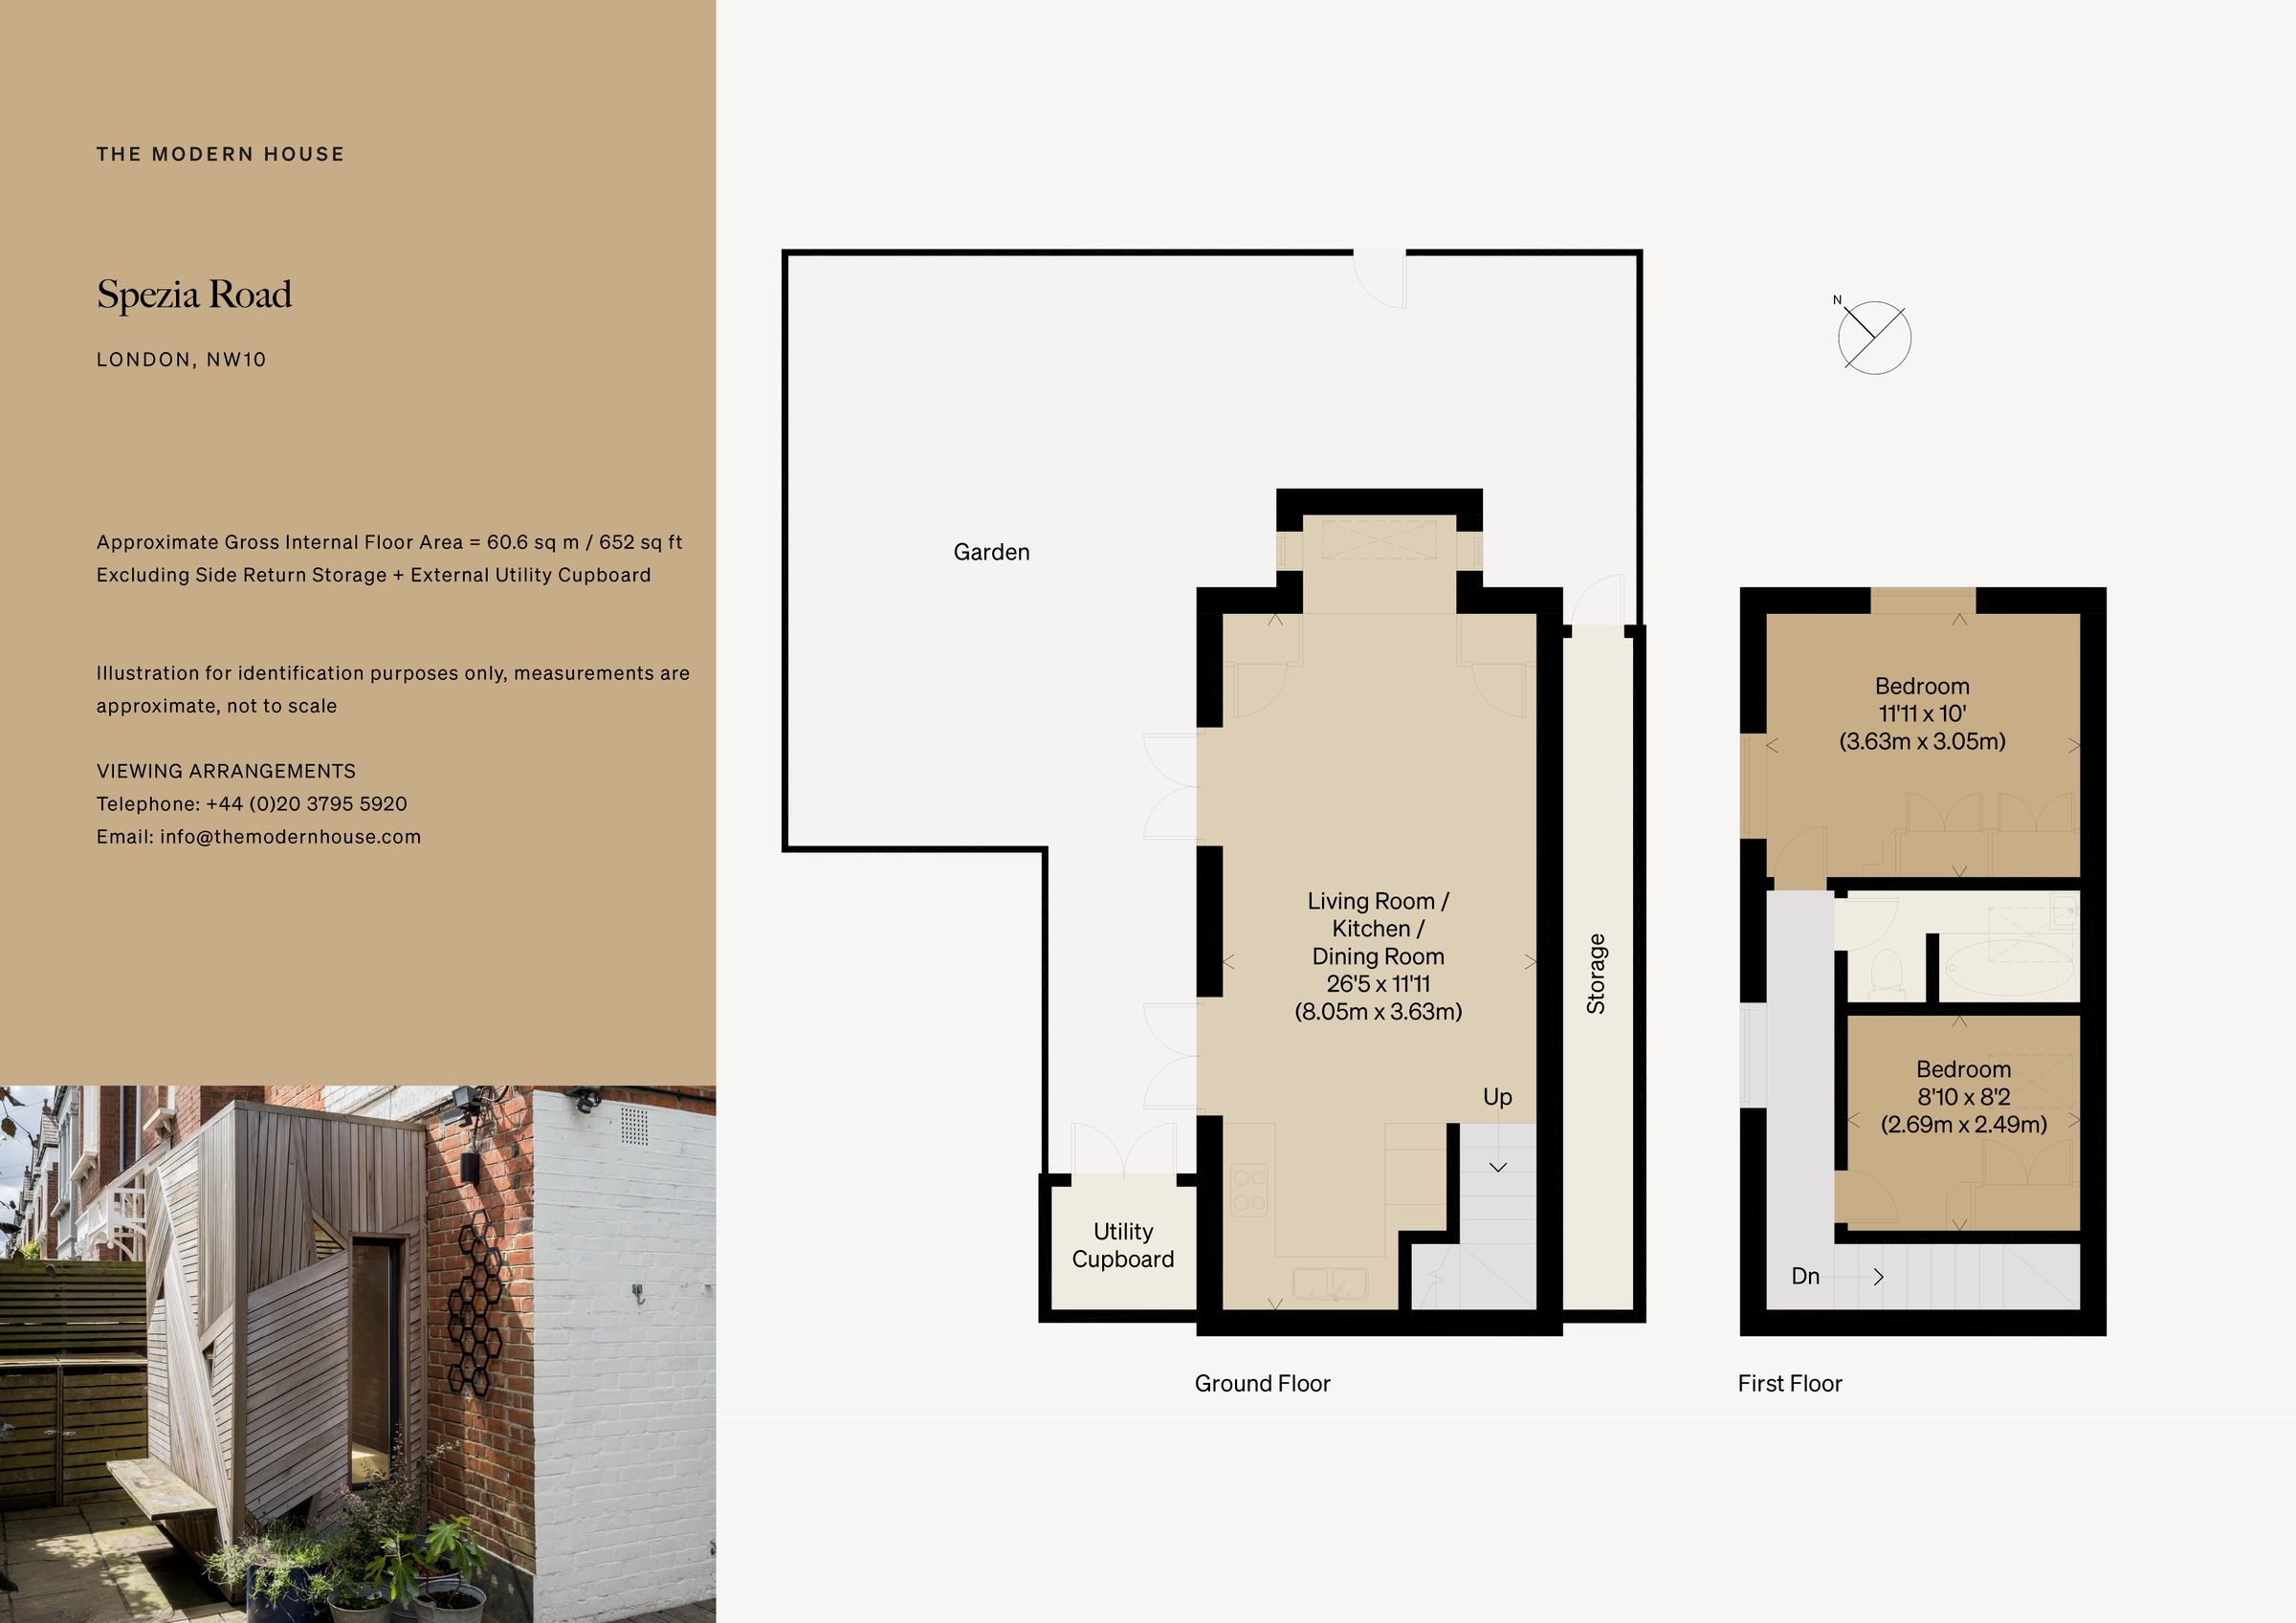 THE MODERN HOUSE
Spezia Road
LONDON, NW10
Approximate Gross Internal Floor Area = 60.6 sq m / 652 sq ft
Excluding Side Return Storage + External Utility Cupboard
Illustration for identification purposes only, measurements are
approximate, not to scale
VIEWING ARRANGEMENTS
Telephone: +44 (0)20 3795 5920
Email: info@themodernhouse.com
N
Garden
Living Room /
Kitchen /
Dining Room
26'5 x 11'11
(8.05m x 3.63m)
Storage
Up
Utility
Cupboard
Ground Floor
Bedroom
11'11 x 10'
(3.63m x 3.05m)
Bedroom
8'10 x 8'2
(2.69m x 2.49m)
Dn
First Floor